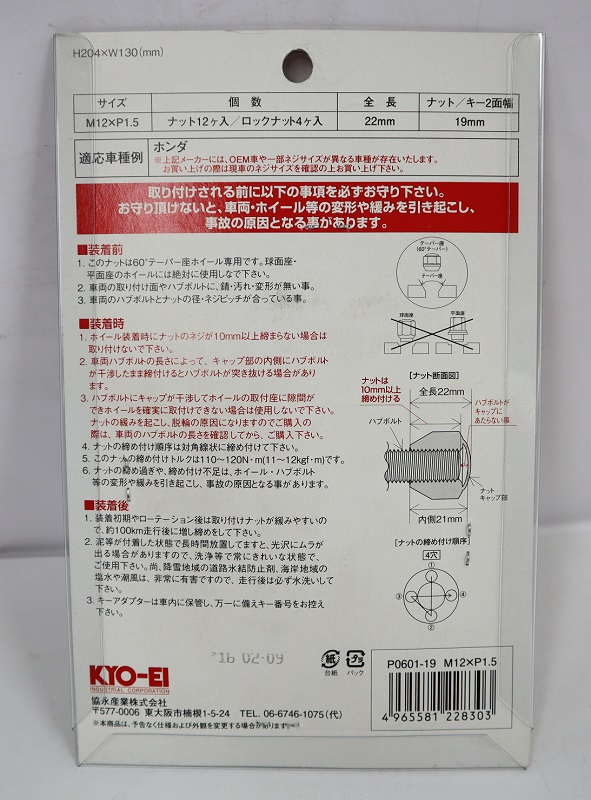 H204×W130(mm)
サイズ 個数 全長 ナット/キー2面幅
M12×P1.5 ナット12ヶ入/ロックナット4ヶ入 22mm 19mm
適応車種例 ホンダ
※上記メーカーには、OEM車や一部ネジサイズが異なる車種が存在いたします。
お買い上げの際は現車のネジサイズを確認の上お買い上げ下さい。
取り付けされる前に以下の事項を必ずお守り下さい。
お守り頂けないと、車両・ホイール等の変形や緩みを引き起こし、
事故の原因となる事があります。
■装着前
1. このナットは60°テーパー座ホイール専用です。球面座・
平面座のホイールには絶対に使用しなで下さい。
2. 車両の取り付け面やハブボルトに、錆・汚れ・変形が無い事。
3. 車両のハブボルトとナットの径・ネジピッチが合っている事。
テーパー座
(60°テーパー)
球面座 平面座
■装着時
1. ホイール装着時にナットのネジが10mm以上締まらない場合は
取り付けないで下さい。
2. 車両ハブボルトの長さによって、キャップ部の内側にハブボルト
が干渉したまま締付けるとハブボルトが突き抜ける場合があり
ます。
3. ハブボルトにキャップが干渉してホイールの取付座に隙間が
できホイールを確実に取付けできない場合は使用しないで下さい。
ナットの緩みを起こし、脱輪の原因になりますのでご購入の
際は、車両のハブボルトの長さを確認してから、ご購入下さい。
4. ナットの締め付け順序は対角線状に締め付けて下さい。
5. このナットの締め付けトルクは110〜120N・m(11〜12kgf・m)です。
6. ナットの締め過ぎや、締め付け不足は、ホイール・ハブボルト
等の変形や緩みを引き起こし、事故の原因となる事があります。
[ナット断面図]
ナットは
10mm以上
締め付ける
全長22mm
ハブボルトが
キャップに
あたらない事
ハブボルト
ナット
キャップ部
内側21mm
■装着後
1. 装着初期やローテーション後は取り付けナットが緩みやすいの
で、約100km走行後に増し締めをして下さい。
2. 泥等が付着した状態で長時間放置してますと、光沢にムラが
出る場合がありますので、洗浄等で常にきれいな状態で、
ご使用下さい。尚、降雪地域の道路氷結防止剤、海岸地域の
塩水や潮風は、非常に有害ですので、走行後は必ず水洗いして
下さい。
3. キーアダプターは車内に保管し、万一に備えキー番号をお控え
下さい。
[ナットの締め付け順序]
4穴
① ③ ④ ②
'16 02-09
紙 台紙
プラ パック
KYO-EI
INDUSTRIAL CORPORATION
協永産業株式会社
〒577-0006 東大阪市楠根1-5-24 TEL. 06-6746-1075(代)
※本商品は、予告なく仕様および外観を変更する場合がありますご了承ください。
P0601-19 M12×P1.5
4 965581 228303